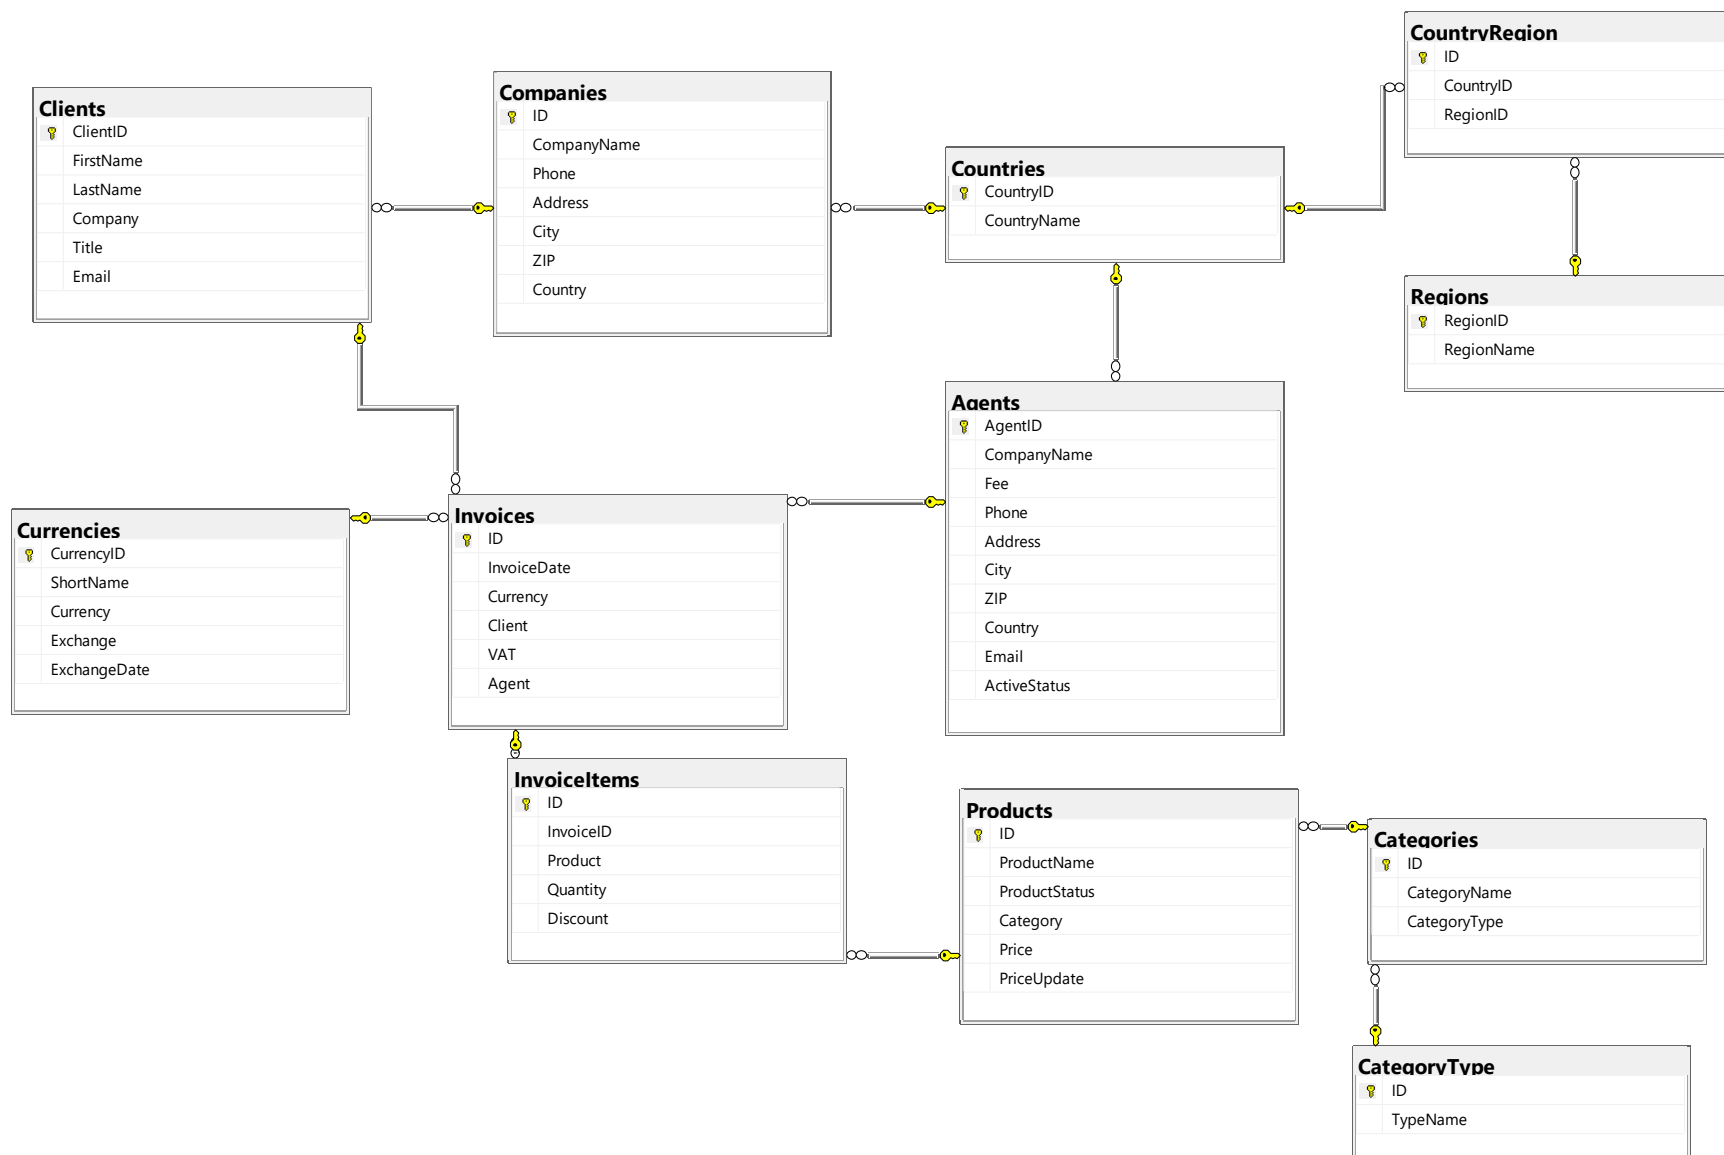 Clients
ClientID
FirstName
LastName
Company
Title
Email
Companies
ID
CompanyName
Phone
Address
City
ZIP
Country
Countries
CountryID
CountryName
CountryRegion
ID
CountryID
RegionID
Regions
RegionID
RegionName
Agents
AgentID
CompanyName
Fee
Phone
Address
City
ZIP
Country
Email
ActiveStatus
Currencies
CurrencyID
ShortName
Currency
Exchange
ExchangeDate
Invoices
ID
InvoiceDate
Currency
Client
VAT
Agent
InvoiceItems
ID
InvoiceID
Product
Quantity
Discount
Products
ID
ProductName
ProductStatus
Category
Price
PriceUpdate
Categories
ID
CategoryName
CategoryType
CategoryType
ID
TypeName